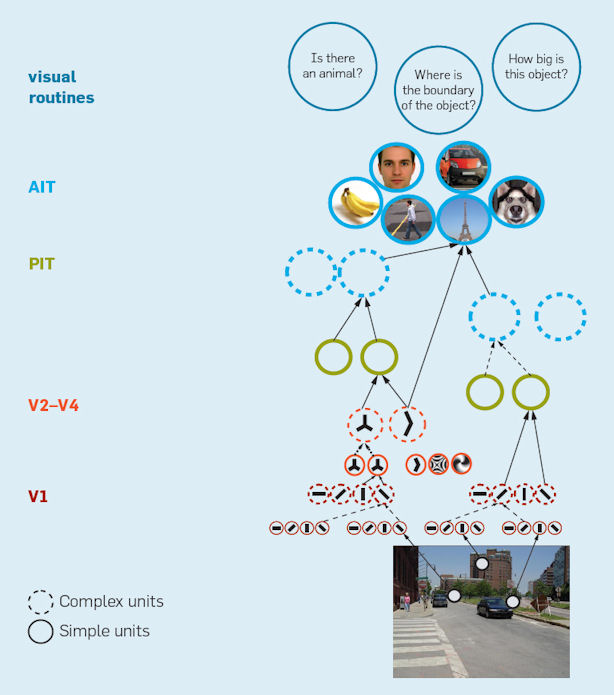 Is there
an animal?
Where is
the boundary
of the object?
How big is
this object?
visual
routines
AIT
PIT
V2–V4
V1
Complex units
Simple units